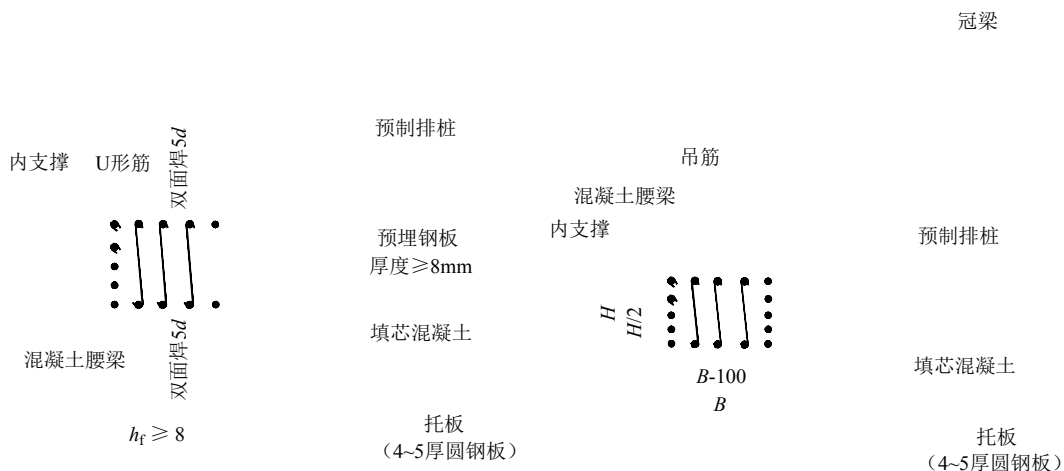 内支撑
U形筋
双面焊5d
预制排桩
预埋钢板
厚度≥8mm
填芯混凝土
双面焊5d
混凝土腰梁
hf ≥ 8
托板
（4~5厚圆钢板）
冠梁
吊筋
混凝土腰梁
内支撑
预制排桩
H
H/2
B-100
B
填芯混凝土
托板
（4~5厚圆钢板）